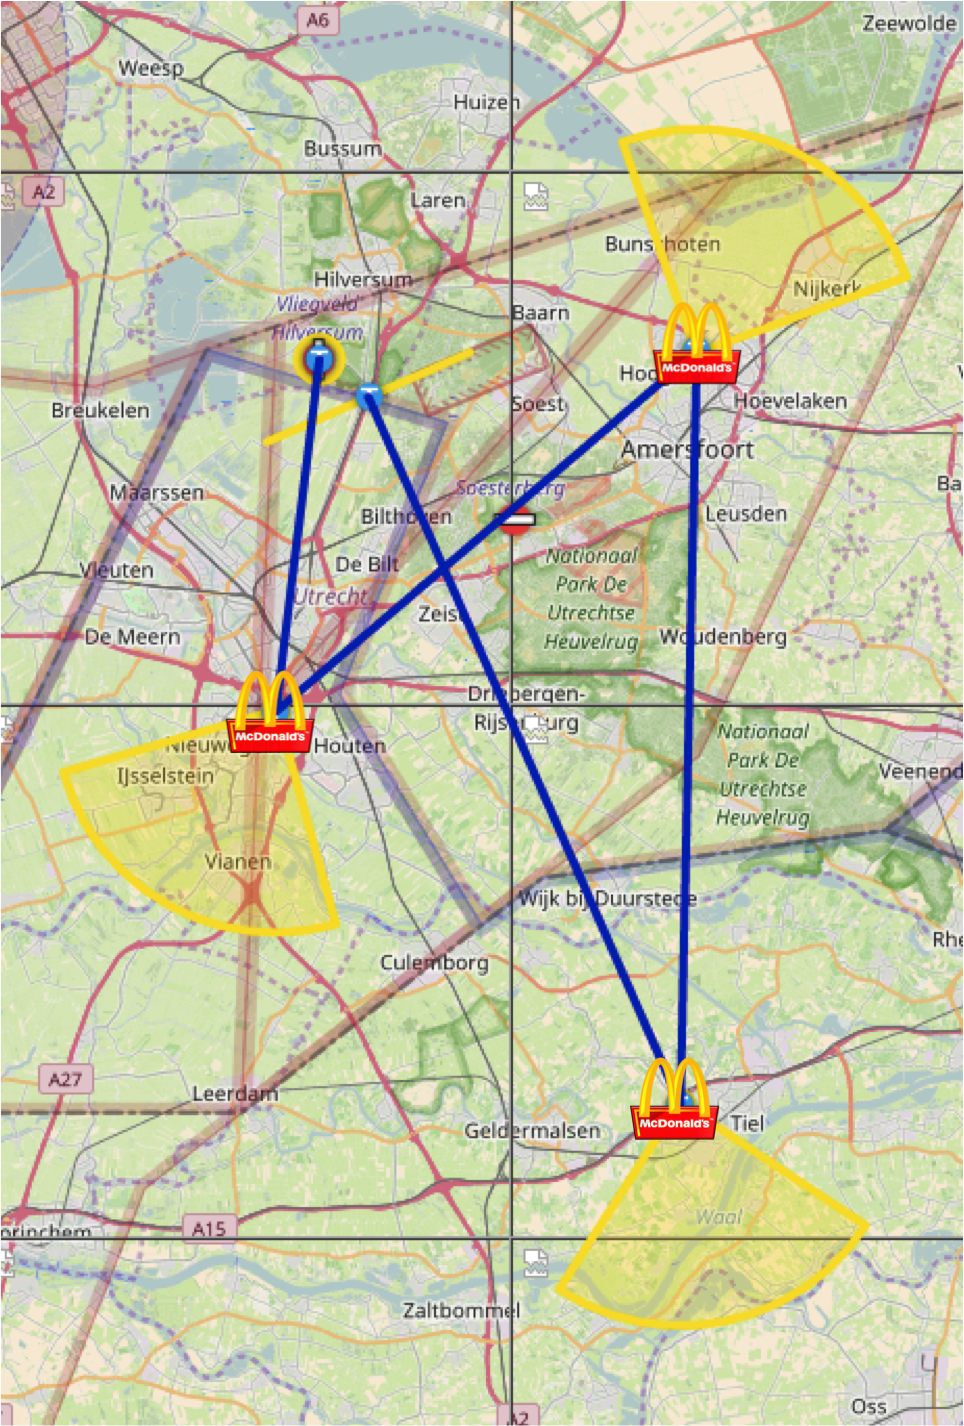 A6
Zeewolde
Weesp
Huizen
Bussum
A2
Laren
Bunschoten
Hilversum
Nijkerk
Vliegveld
Hilversum
Baarn
McDonald's
Hoo
Breukelen
Soest
Hoevelaken
Amersfoort
Maarssen
Soesterberg
Ba
Bilthoven
Leusden
Nationaal
Park De
Utrechtse
Heuvelrug
De Bilt
Vleuten
Utrecht
Zeist
De Meern
Woudenberg
Driebergen-
Rijsenburg
McDonald's
Nieuweg
Houten
Nationaal
Park De
Utrechtse
Heuvelrug
IJsselstein
Veenend
Vianen
Wijk bij Duurstede
Rhe
Culemborg
A27
Leerdam
McDonald's
Tiel
Geldermalsen
Waal
A15
orinchem
Zaltbommel
Oss
A2